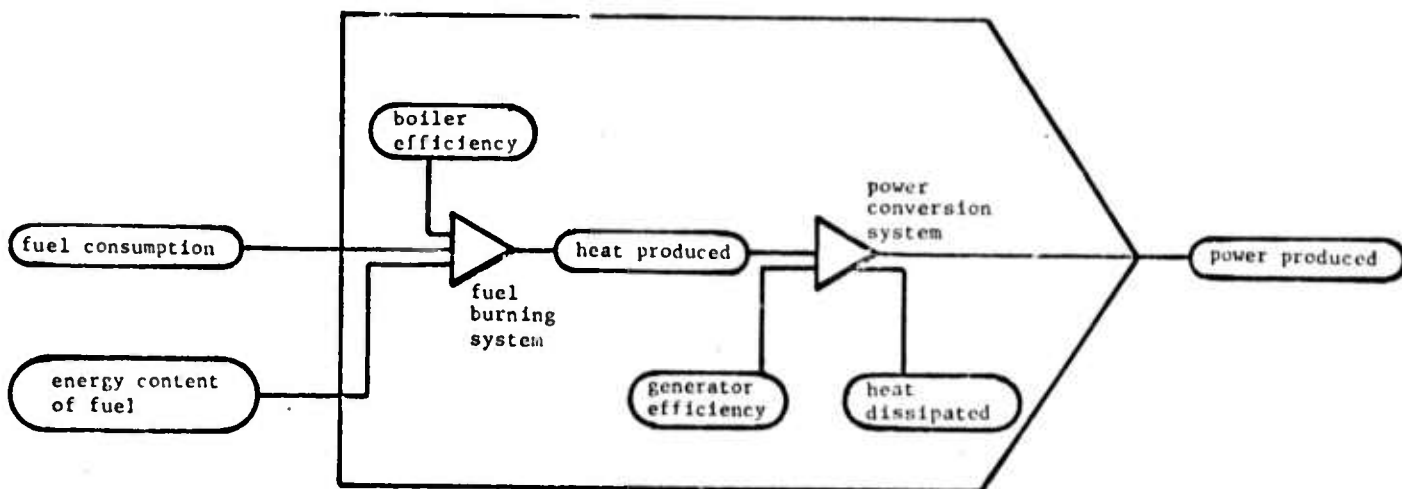 boiler
efficiency
power
conversion
system
fuel consumption
heat produced
power produced
fuel
burning
system
energy content
of fuel
generator
efficiency
heat
dissipated